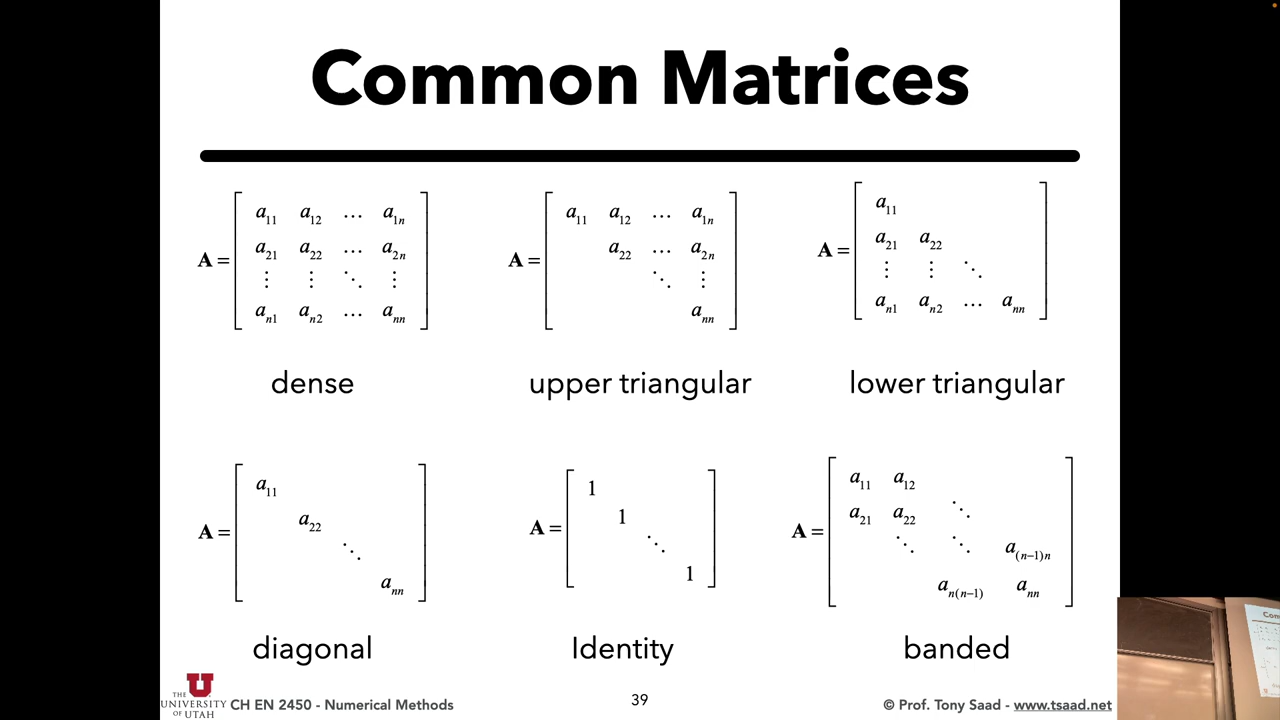 Common Matrices
A = [ a11 a12 … a1n
a21 a22 … a2n
⋮ ⋮ ⋱ ⋮
an1 an2 … ann ]
dense
A = [ a11 a12 … a1n
a22 … a2n
⋱ ⋮
ann ]
upper triangular
A = [ a11
a21 a22
⋮ ⋮ ⋱
an1 an2 … ann ]
lower triangular
A = [ a11
a22
⋱
ann ]
diagonal
A = [ 1
1
⋱
1 ]
Identity
A = [ a11 a12
a21 a22 ⋱
⋱ ⋱ a(n−1)n
an(n−1) ann ]
banded
U
THE
UNIVERSITY
OF UTAH
CH EN 2450 - Numerical Methods
39
© Prof. Tony Saad - www.tsaad.net